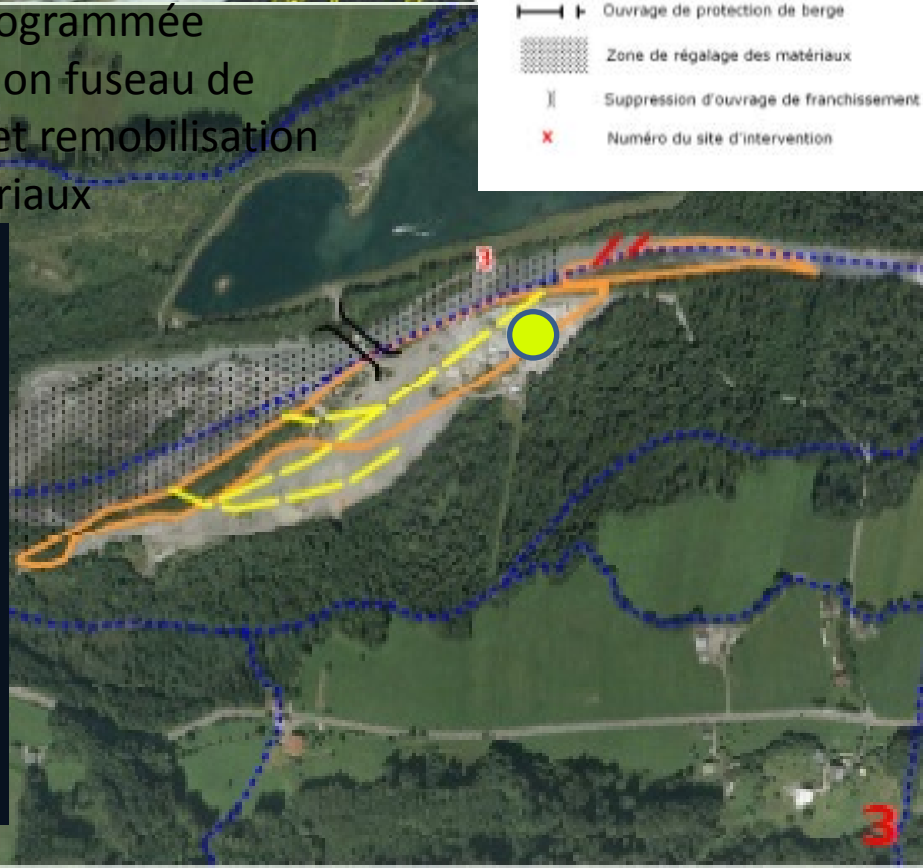 ogrammée
on fuseau de
et remobilisation
riaux
Ouvrage de protection de berge
Zone de régalage des matériaux
Suppression d'ouvrage de franchissement
x Numéro du site d'intervention
3
3